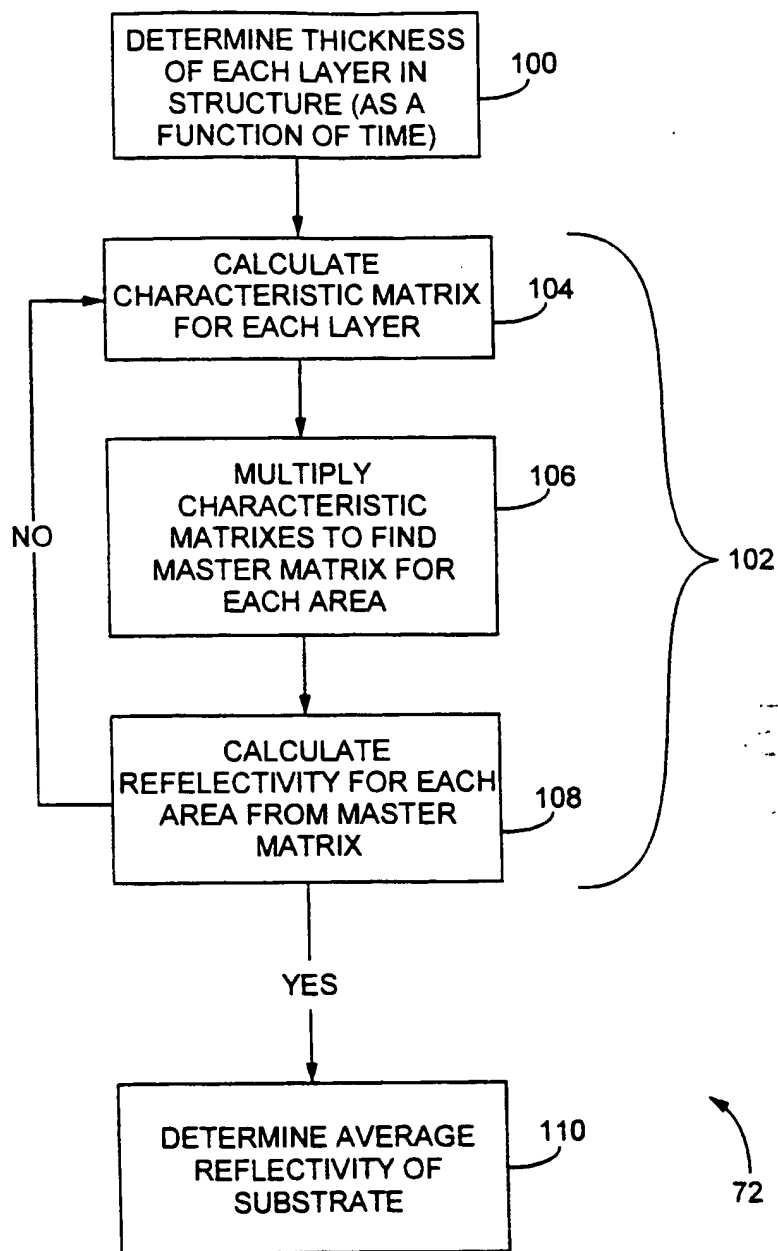 DETERMINE THICKNESS
OF EACH LAYER IN
STRUCTURE (AS A
FUNCTION OF TIME)
100
CALCULATE
CHARACTERISTIC MATRIX
FOR EACH LAYER
104
MULTIPLY
CHARACTERISTIC
MATRIXES TO FIND
MASTER MATRIX FOR
EACH AREA
106
NO
102
CALCULATE
REFELECTIVITY FOR EACH
AREA FROM MASTER
MATRIX
108
YES
DETERMINE AVERAGE
REFLECTIVITY OF
SUBSTRATE
110
72